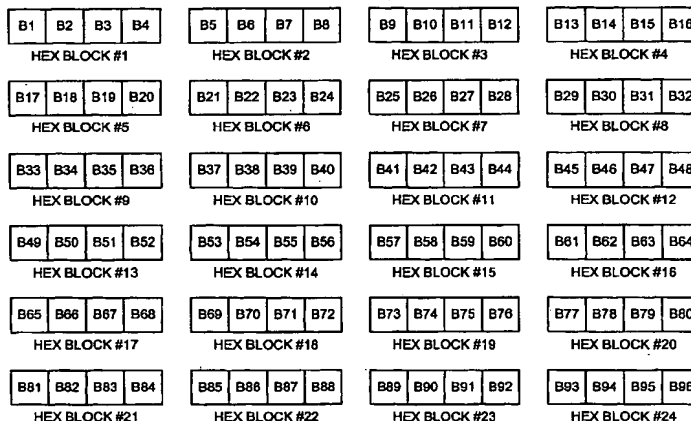 B1 B2 B3 B4 B5 B6 B7 B8 B9 B10 B11 B12 B13 B14 B15 B16
HEX BLOCK #1 HEX BLOCK #2 HEX BLOCK #3 HEX BLOCK #4
B17 B18 B19 B20 B21 B22 B23 B24 B25 B26 B27 B28 B29 B30 B31 B32
HEX BLOCK #5 HEX BLOCK #6 HEX BLOCK #7 HEX BLOCK #8
B33 B34 B35 B36 B37 B38 B39 B40 B41 B42 B43 B44 B45 B46 B47 B48
HEX BLOCK #9 HEX BLOCK #10 HEX BLOCK #11 HEX BLOCK #12
B49 B50 B51 B52 B53 B54 B55 B56 B57 B58 B59 B60 B61 B62 B63 B64
HEX BLOCK #13 HEX BLOCK #14 HEX BLOCK #15 HEX BLOCK #16
B65 B66 B67 B68 B69 B70 B71 B72 B73 B74 B75 B76 B77 B78 B79 B80
HEX BLOCK #17 HEX BLOCK #18 HEX BLOCK #19 HEX BLOCK #20
B81 B82 B83 B84 B85 B86 B87 B88 B89 B90 B91 B92 B93 B94 B95 B96
HEX BLOCK #21 HEX BLOCK #22 HEX BLOCK #23 HEX BLOCK #24